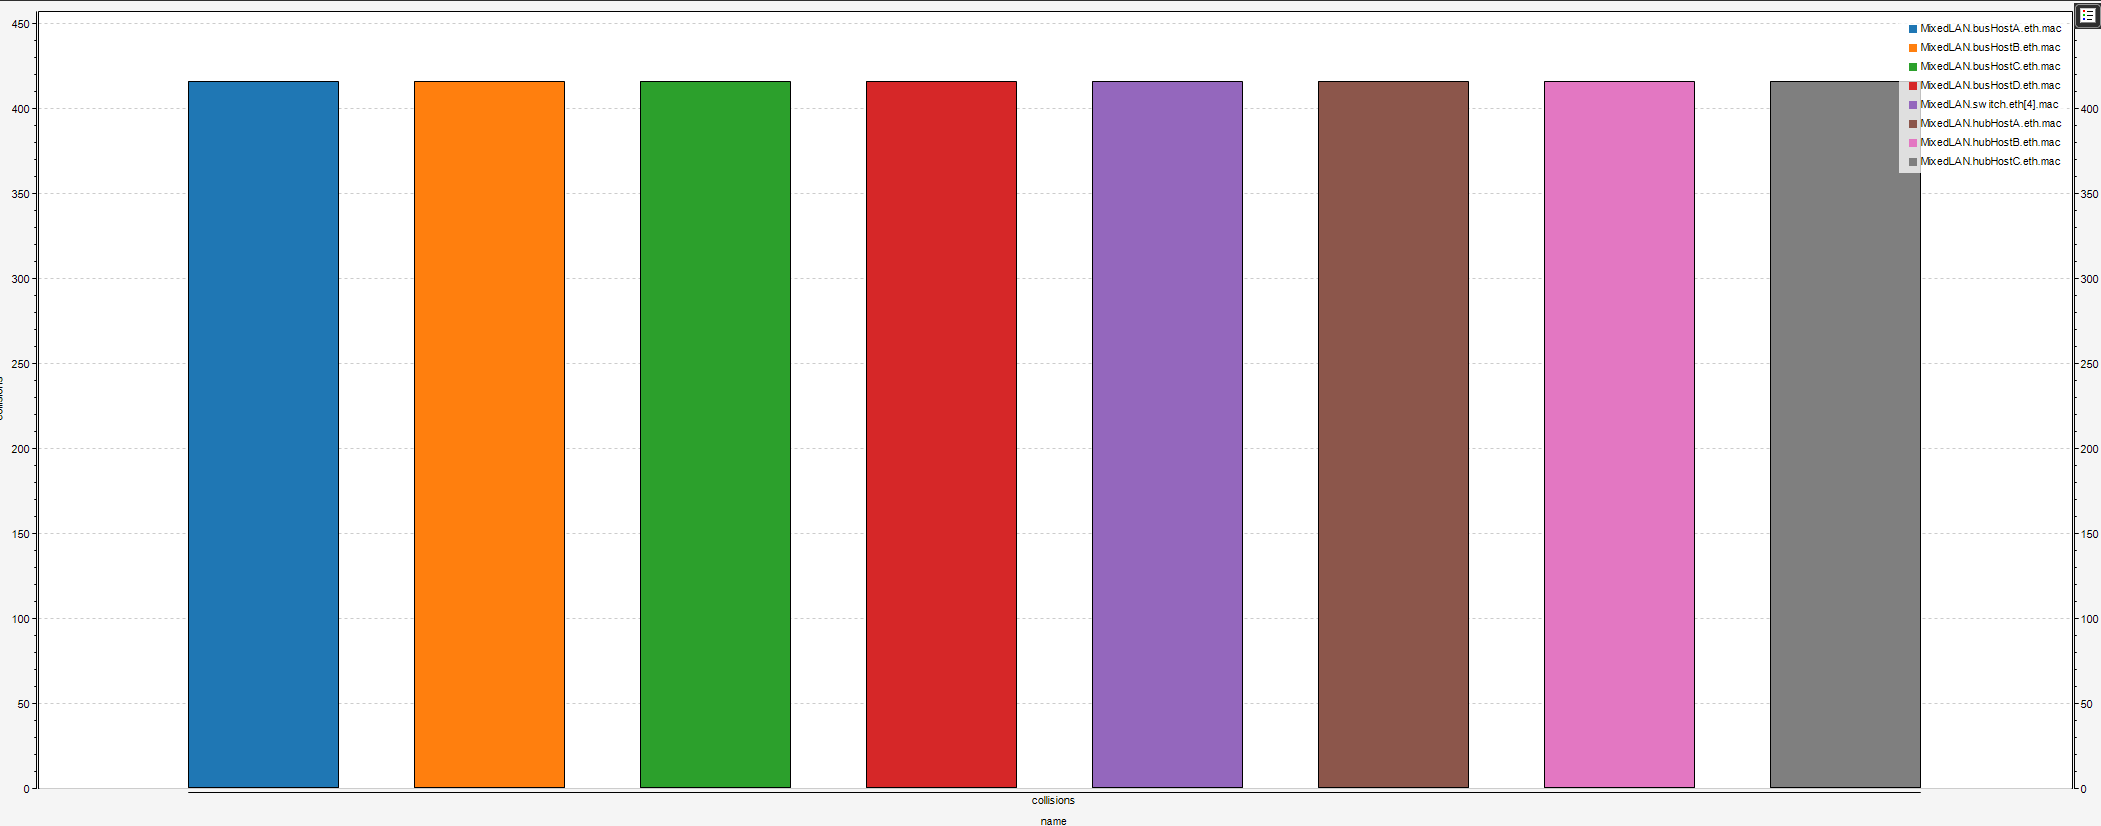 450
400
350
300
250
200
150
100
50
0
MixedLAN.busHostA.eth.mac
MixedLAN.busHostB.eth.mac
MixedLAN.busHostC.eth.mac
MixedLAN.busHostD.eth.mac
MixedLAN.switch.eth[4].mac
MixedLAN.hubHostA.eth.mac
MixedLAN.hubHostB.eth.mac
MixedLAN.hubHostC.eth.mac
400
350
300
250
200
150
100
50
0
collisions
name